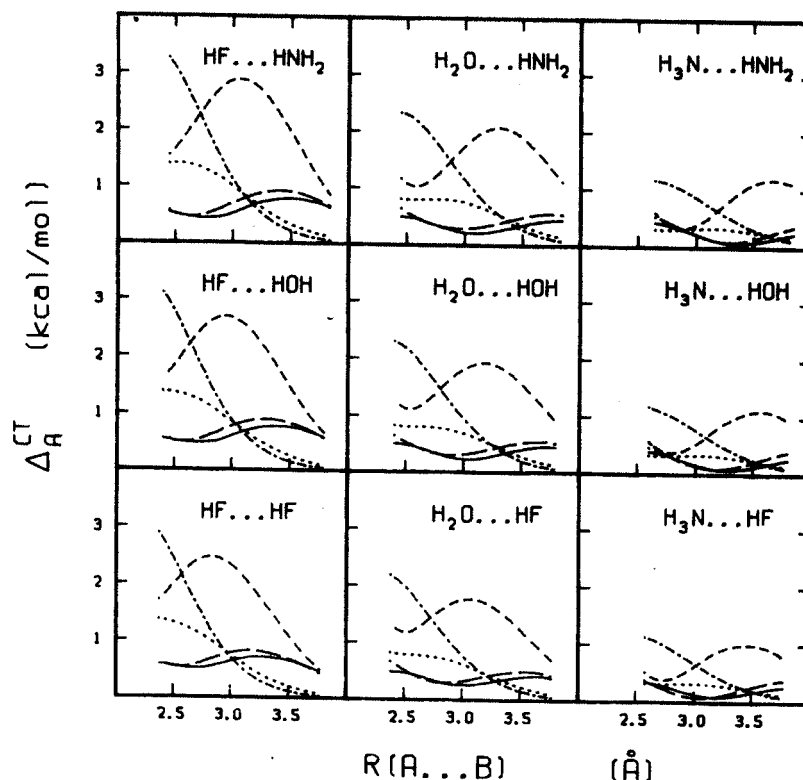 HF...HNH₂ H₂O...HNH₂ H₃N...HNH₂
3
2
1
HF...HOH H₂O...HOH H₃N...HOH
3
2
1
HF...HF H₂O...HF H₃N...HF
3
2
1
Δ_A^CT (kcal/mol)
2.5 3.0 3.5 2.5 3.0 3.5 2.5 3.0 3.5
R(A...B) (Å)